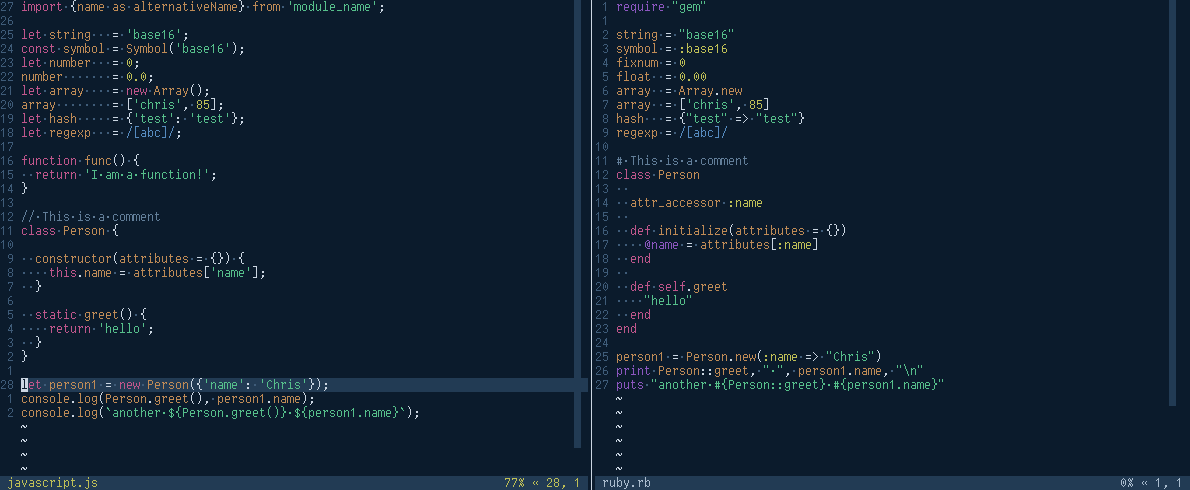 27 import {name as alternativeName} from 'module_name';
26
25 let string   = 'base16';
24 const symbol = Symbol('base16');
23 let number   = 0;
22 number       = 0.0;
21 let array    = new Array();
20 array        = ['chris', 85];
19 let hash     = {'test': 'test'};
18 let regexp   = /[abc]/;
17
16 function func() {
15   return 'I am a function!';
14 }
13
12 // This is a comment
11 class Person {
10
9   constructor(attributes = {}) {
8     this.name = attributes['name'];
7   }
6
5   static greet() {
4     return 'hello';
3   }
2 }
1
28 let person1 = new Person({'name': 'Chris'});
1 console.log(Person.greet(), person1.name);
2 console.log(`another ${Person.greet()} ${person1.name}`);
~
~
~
~
javascript.js 77% « 28, 1
1 require "gem"
1
2 string = "base16"
3 symbol = :base16
4 fixnum = 0
5 float  = 0.00
6 array  = Array.new
7 array  = ['chris', 85]
8 hash   = {"test" => "test"}
9 regexp = /[abc]/
10
11 # This is a comment
12 class Person
13
14   attr_accessor :name
15
16   def initialize(attributes = {})
17     @name = attributes[:name]
18   end
19
20   def self.greet
21     "hello"
22   end
23 end
24
25 person1 = Person.new(:name => "Chris")
26 print Person::greet, " ", person1.name, "\n"
27 puts "another #{Person::greet} #{person1.name}"
~
~
~
~
~
~
ruby.rb 0% « 1, 1